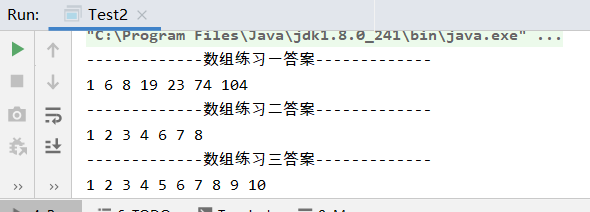 Run: Test2
"C:\Program Files\Java\jdk1.8.0_241\bin\java.exe" ...
-------------数组练习一答案-------------
1 6 8 19 23 74 104
-------------数组练习二答案-------------
1 2 3 4 6 7 8
-------------数组练习三答案-------------
1 2 3 4 5 6 7 8 9 10